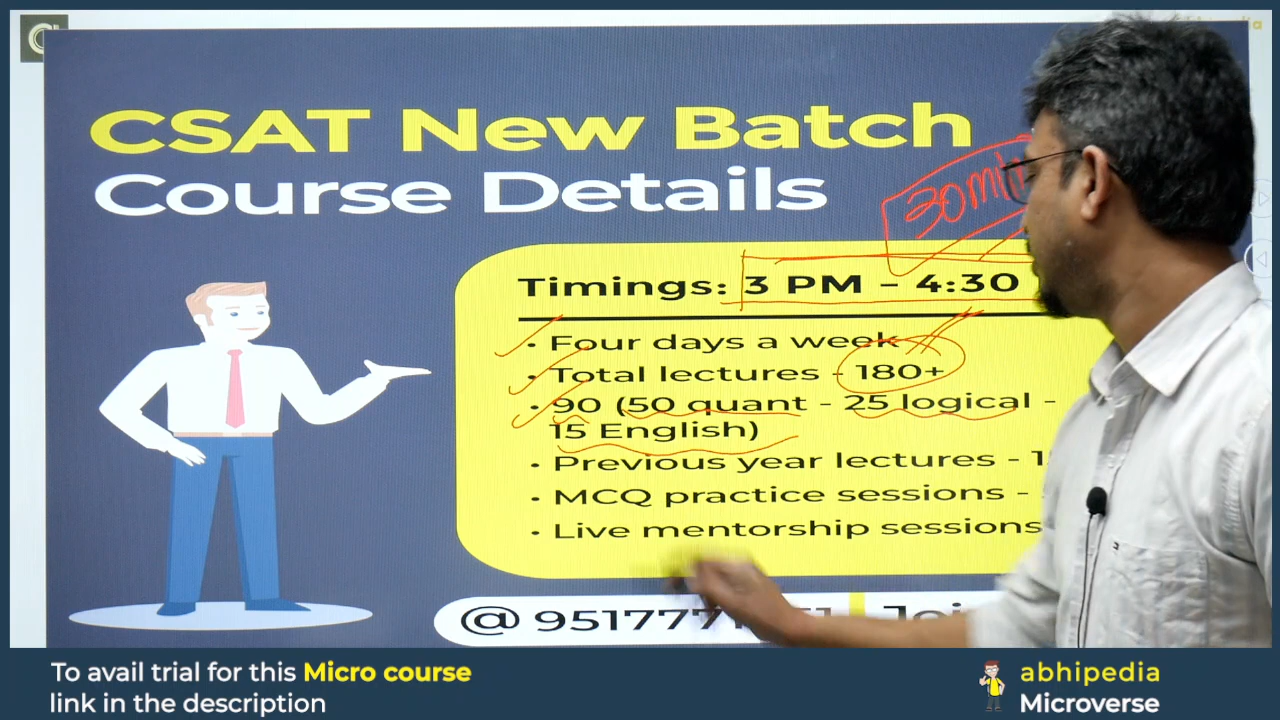 CSAT New Batch
Course Details
30 min
Timings: 3 PM - 4:30
• Four days a week
• Total lectures - 180+
• 90 (50 quant - 25 logical -
15 English)
• Previous year lectures -
• MCQ practice sessions -
• Live mentorship sessions
@
To avail trial for this Micro course
link in the description
abhipedia
Microverse